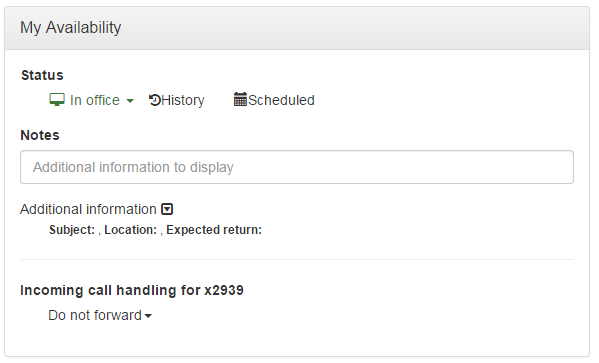 My Availability
Status
In office History Scheduled
Notes
Additional information to display
Additional information
Subject: , Location: , Expected return:
Incoming call handling for x2939
Do not forward